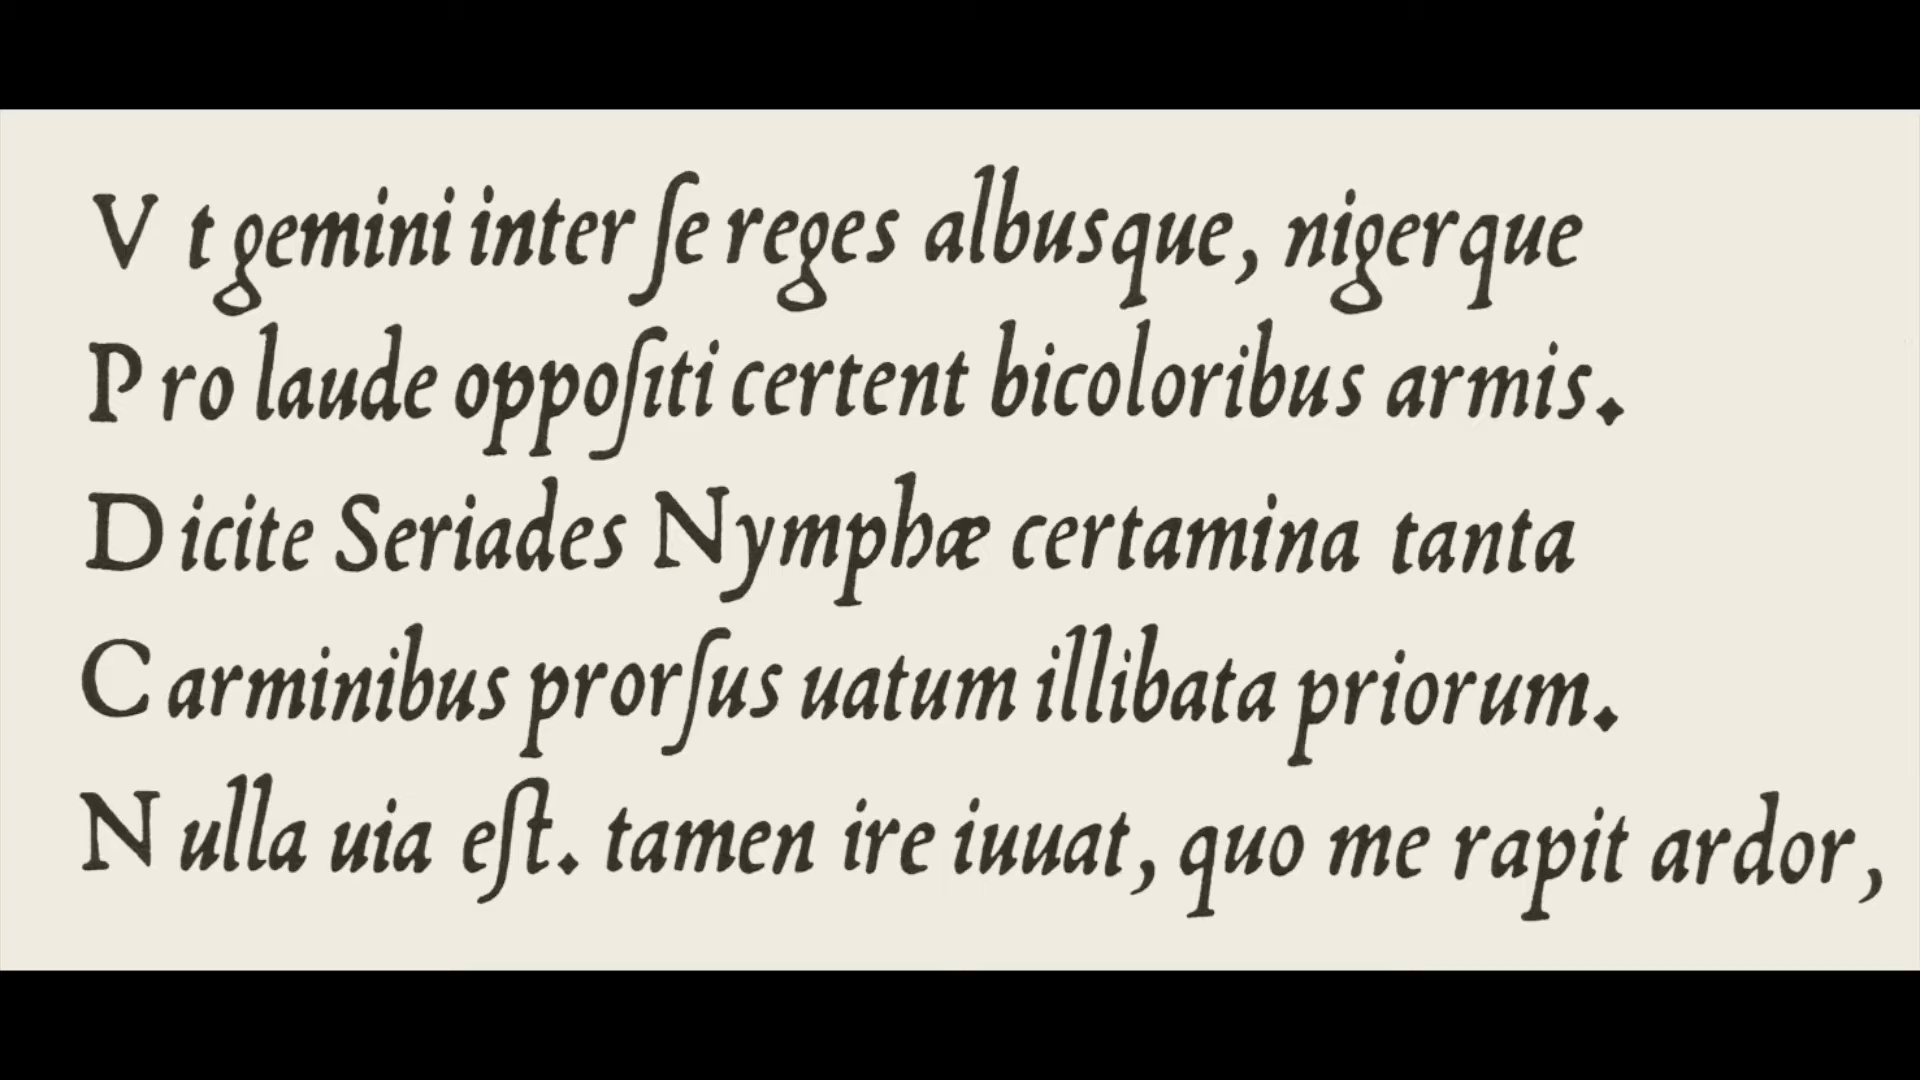 V t gemini inter ſe reges albusque, nigerque
P ro laude oppoſiti certent bicoloribus armis.
D icite Seriades Nymphæ certamina tanta
C arminibus prorſus uatum illibata priorum.
N ulla uia eſt. tamen ire iuuat, quo me rapit ardor,